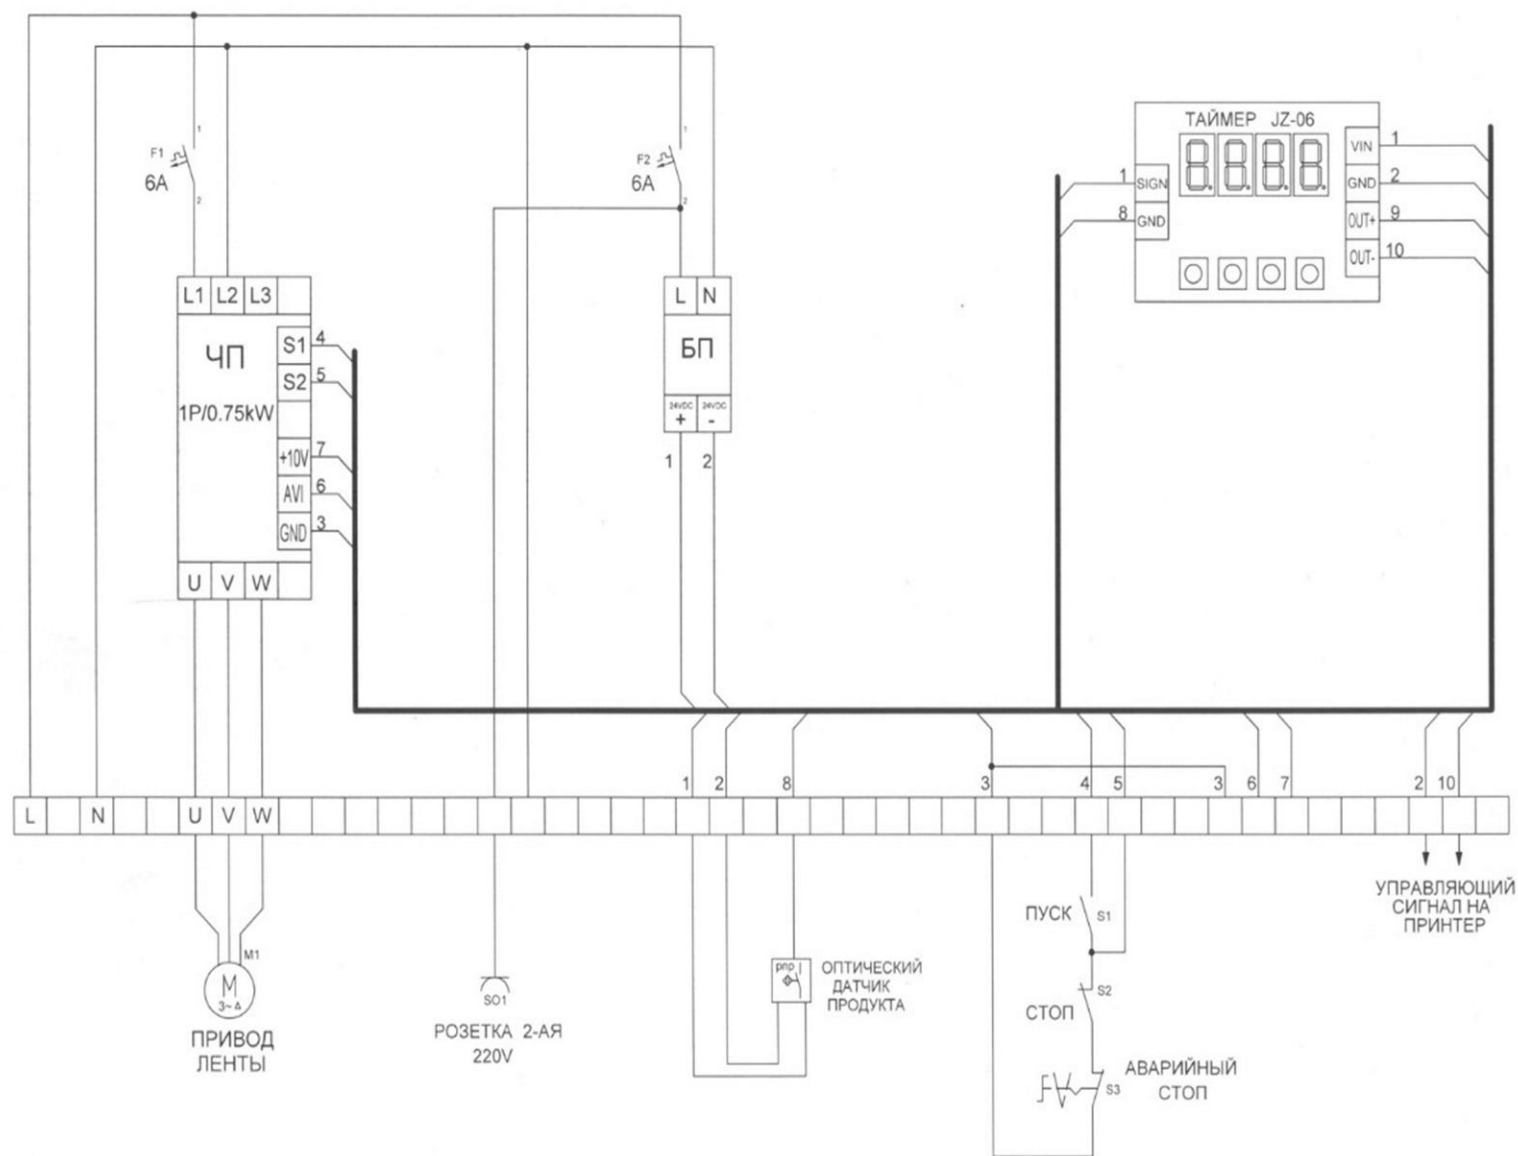 ТАЙМЕР JZ-06
1
VIN
1
SIGN
GND
2
8
GND
OUT+
9
OUT-
10
1
F1
6A
2
1
F2
6A
2
L1 L2 L3
ЧП
1P/0.75kW
S1 4
S2 5
+10V 7
AVI 6
GND 3
U V W
L N
БП
24VDC 24VDC
+ -
1 2
1 2 8 3 4 5 3 6 7 2 10
L N U V W
M1
M
3~ Δ
ПРИВОД
ЛЕНТЫ
SO1
РОЗЕТКА 2-АЯ
220V
pnp
ОПТИЧЕСКИЙ
ДАТЧИК
ПРОДУКТА
ПУСК S1
S2
СТОП
АВАРИЙНЫЙ
СТОП
S3
УПРАВЛЯЮЩИЙ
СИГНАЛ НА
ПРИНТЕР